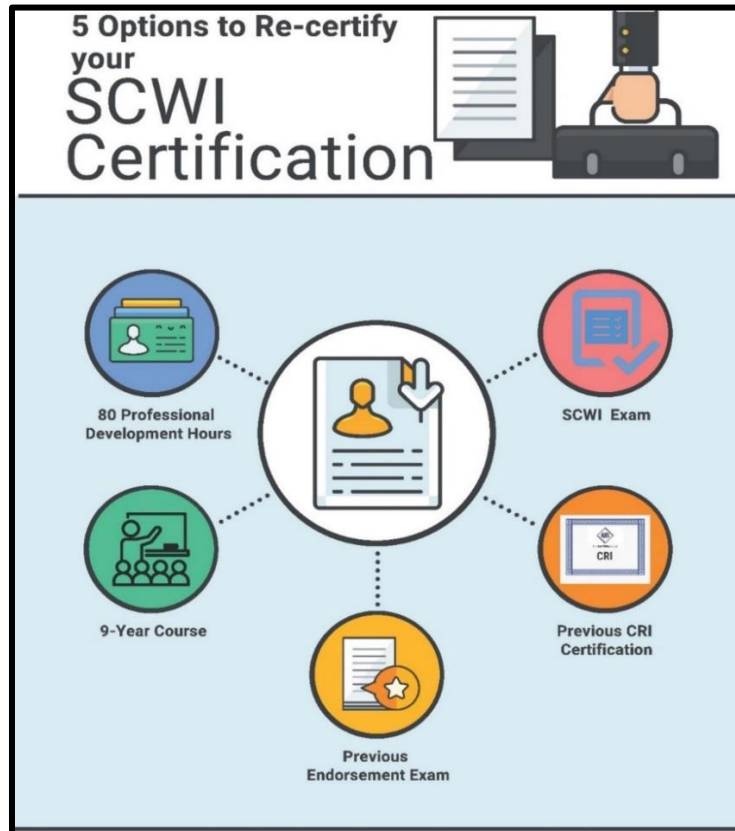 5 Options to Re-certify
your
SCWI
Certification
80 Professional
Development Hours
SCWI Exam
9-Year Course
CRI
Previous CRI
Certification
Previous
Endorsement Exam